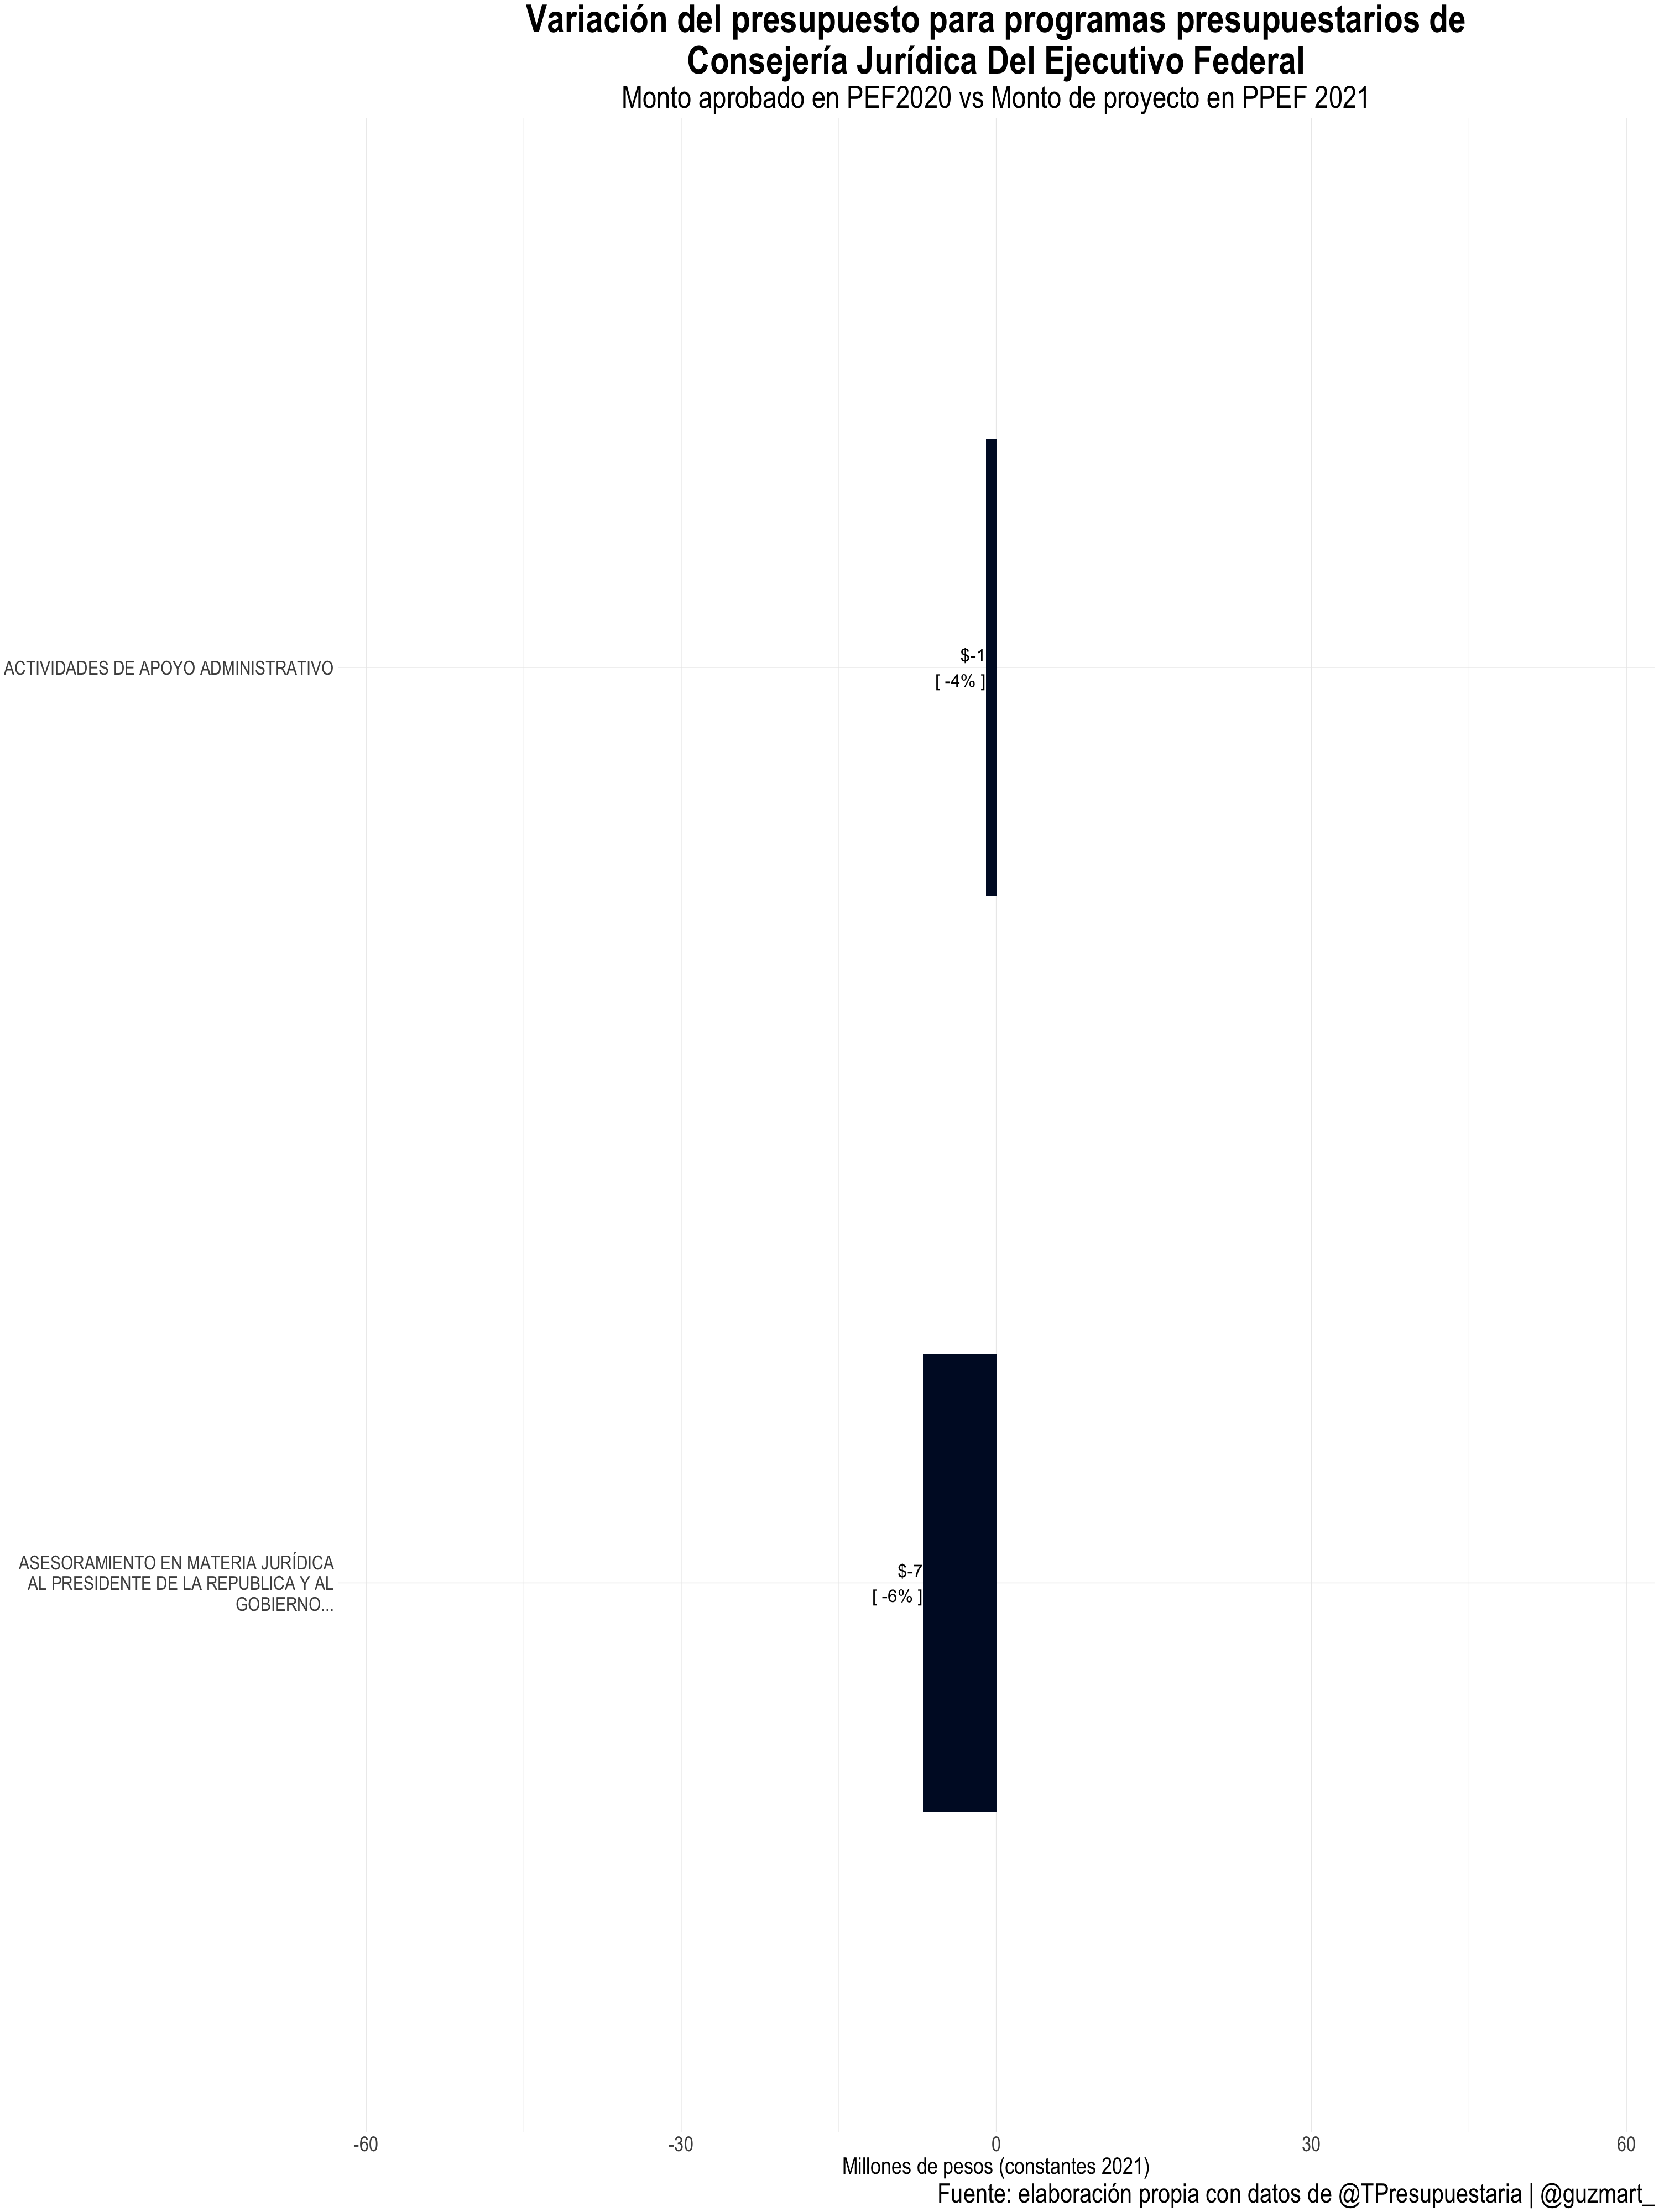 Variación del presupuesto para programas presupuestarios de
Consejería Jurídica Del Ejecutivo Federal
Monto aprobado en PEF2020 vs Monto de proyecto en PPEF 2021
ACTIVIDADES DE APOYO ADMINISTRATIVO
$-1
[ -4% ]
ASESORAMIENTO EN MATERIA JURÍDICA
AL PRESIDENTE DE LA REPUBLICA Y AL
GOBIERNO...
$-7
[ -6% ]
-60 -30 0 30 60
Millones de pesos (constantes 2021)
Fuente: elaboración propia con datos de @TPresupuestaria | @guzmart_